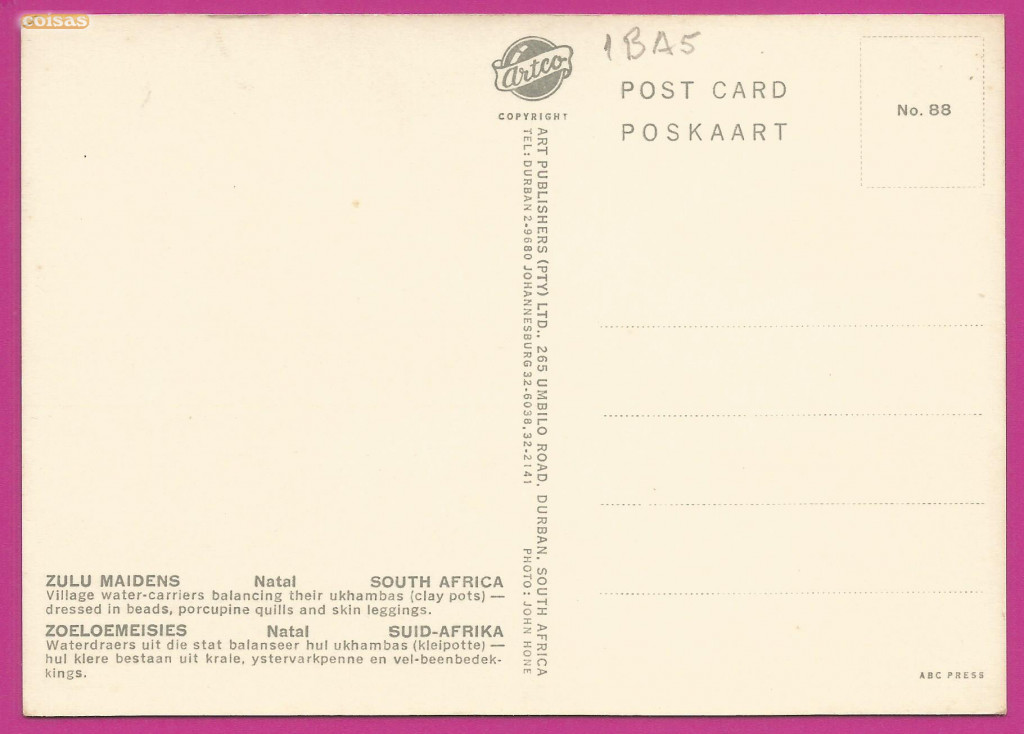 coisas
1BA5
artco
COPYRIGHT
POST CARD
POSKAART
No. 88
ART PUBLISHERS (PTY) LTD., 265 UMBILO ROAD, DURBAN, SOUTH AFRICA
TEL: DURBAN 2-9680 JOHANNESBURG 32-6038, 32-2141 PHOTO: JOHN HONE
ZULU MAIDENS Natal SOUTH AFRICA
Village water-carriers balancing their ukhambas (clay pots) —
dressed in beads, porcupine quills and skin leggings.
ZOELOEMEISIES Natal SUID-AFRIKA
Waterdraers uit die stat balanseer hul ukhambas (kleipotte) —
hul klere bestaan uit krale, ystervarkpenne en vel-beenbedek-
kings.
ABC PRESS